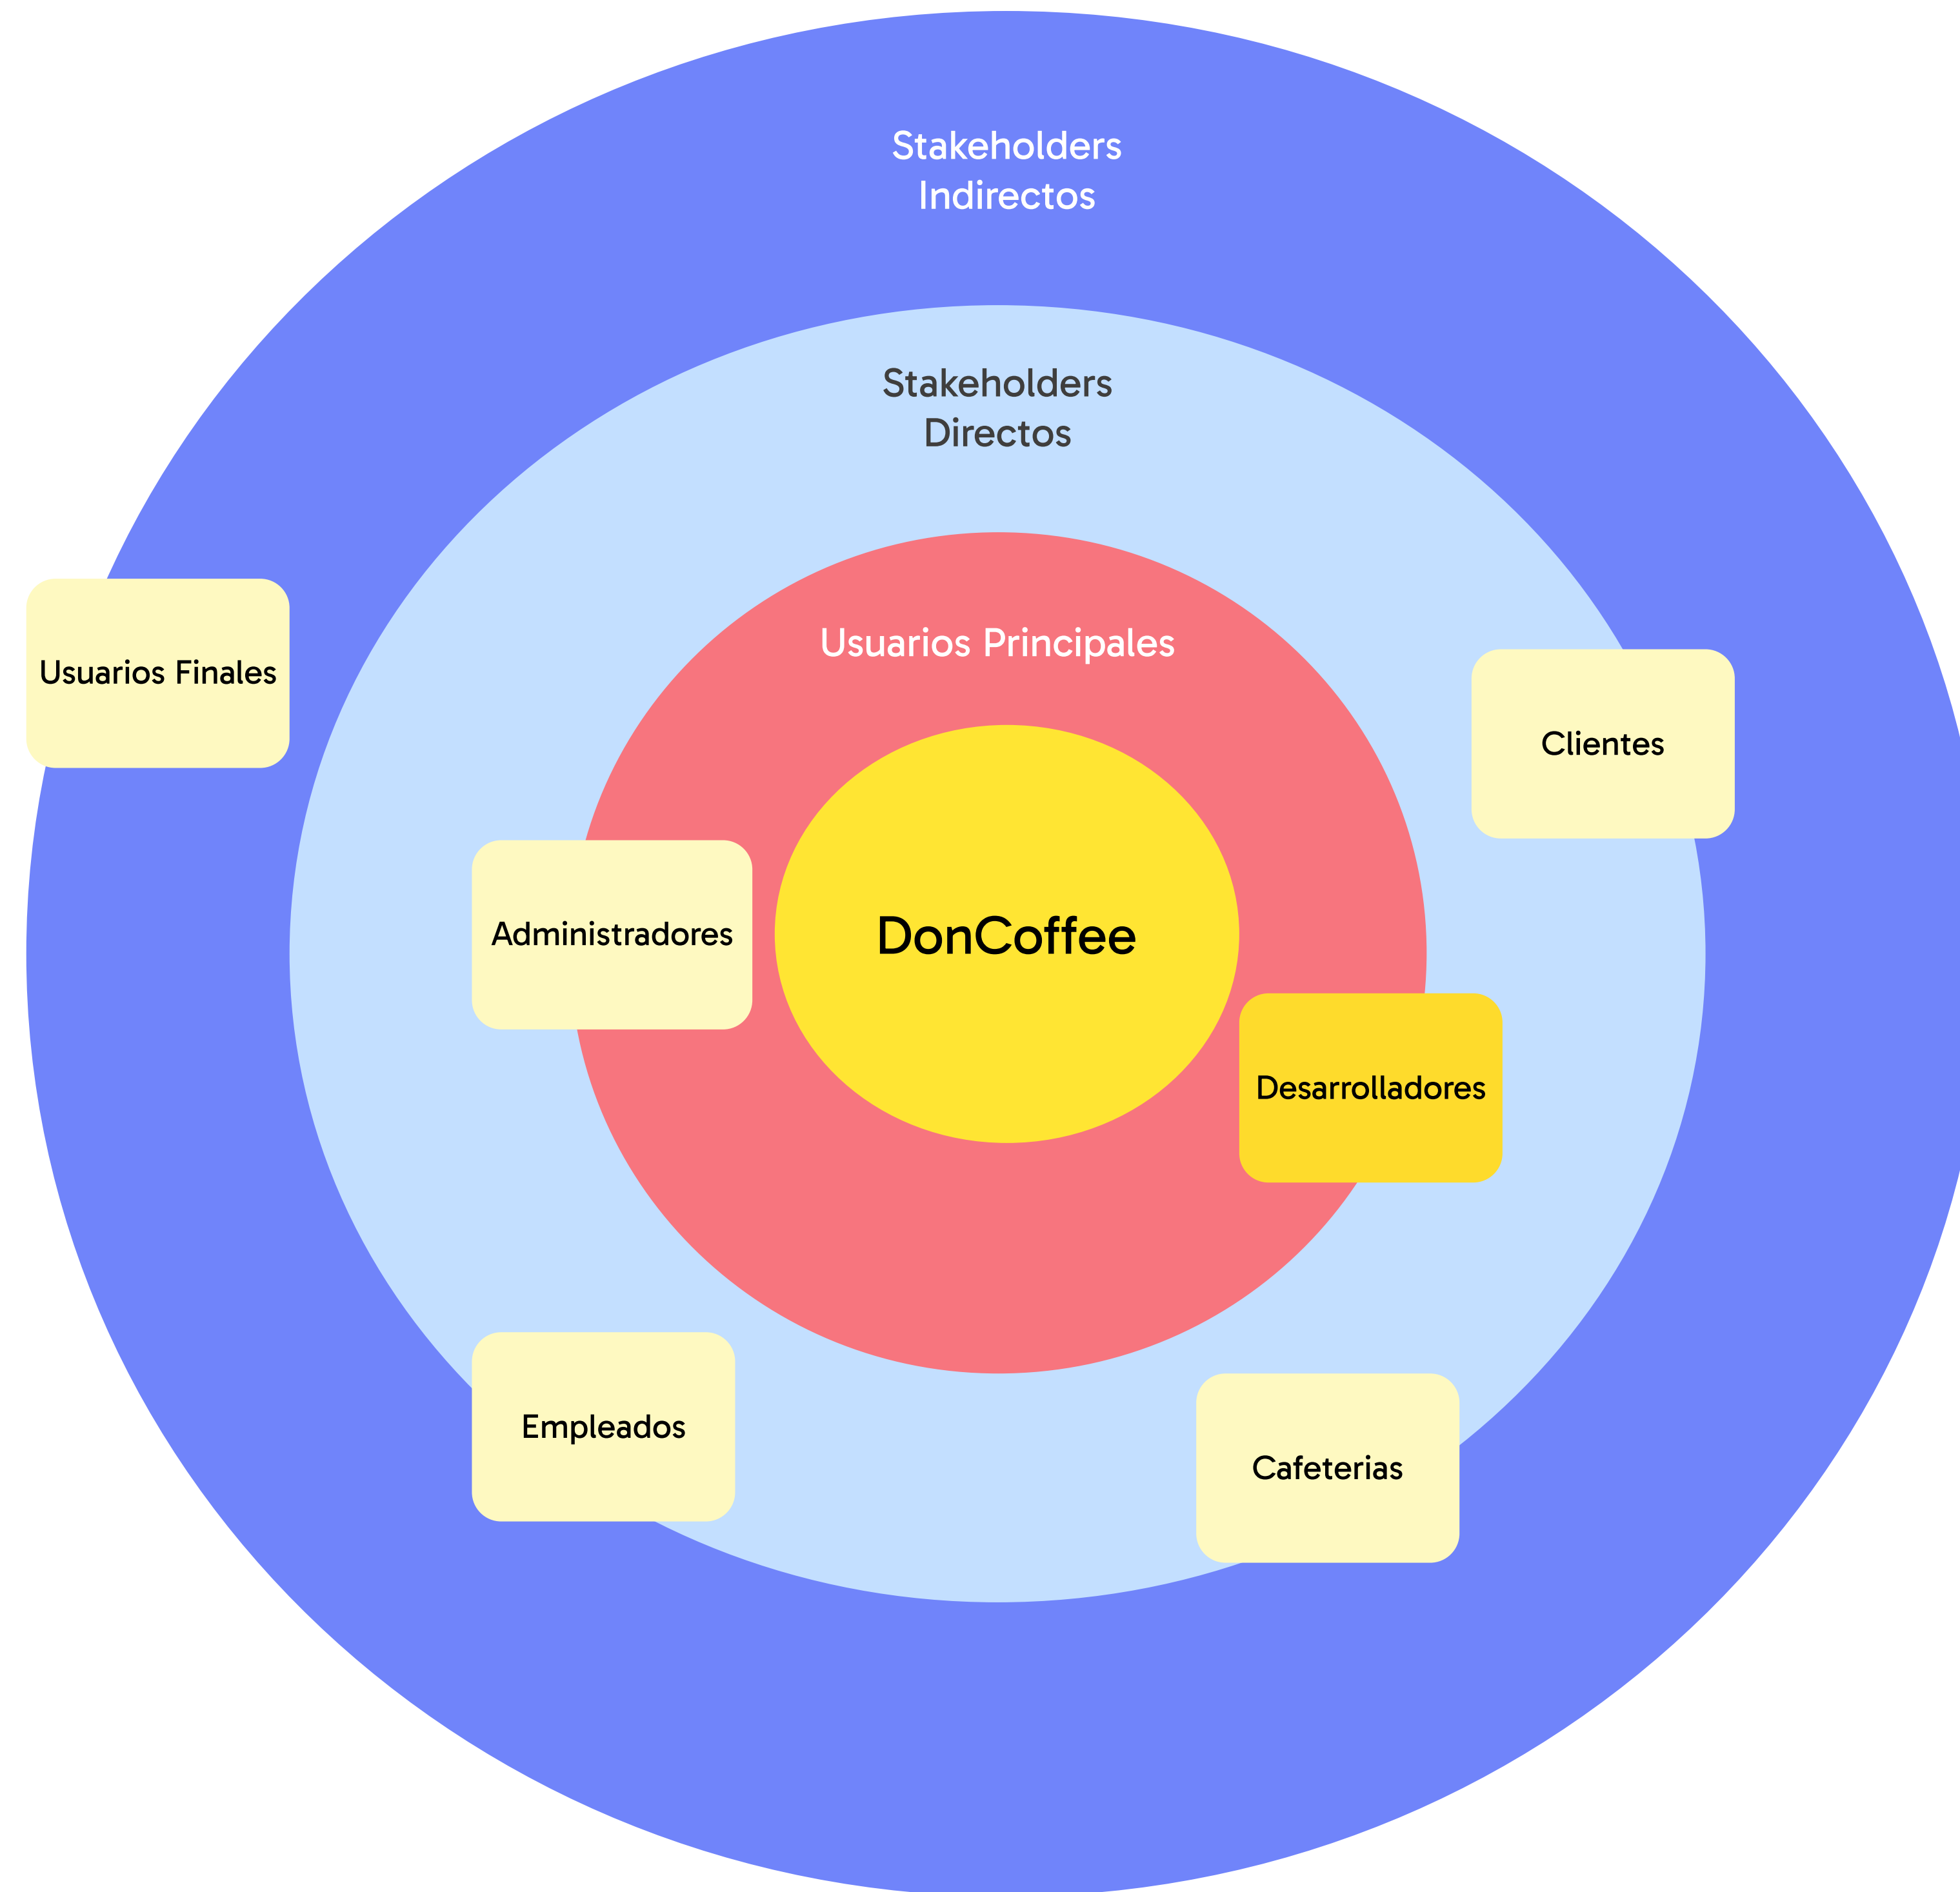 Stakeholders
Indirectos
Stakeholders
Directos
Usuarios Principales
Usuarios Finales
Clientes
Administradores
DonCoffee
Desarrolladores
Empleados
Cafeterias